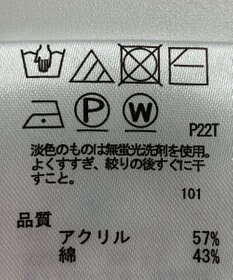 P W P22T
淡色のものは無蛍光洗剤を使用。
よくすすぎ、絞りの後すぐに干
すこと。
101
品質
アクリル 57%
綿 43%